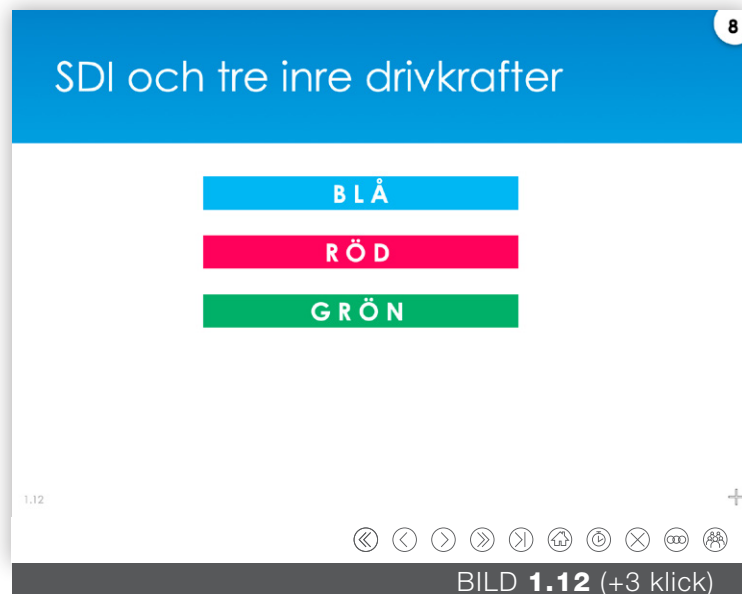 8
SDI och tre inre drivkrafter
BLÅ
RÖD
GRÖN
1.12
BILD 1.12 (+3 klick)